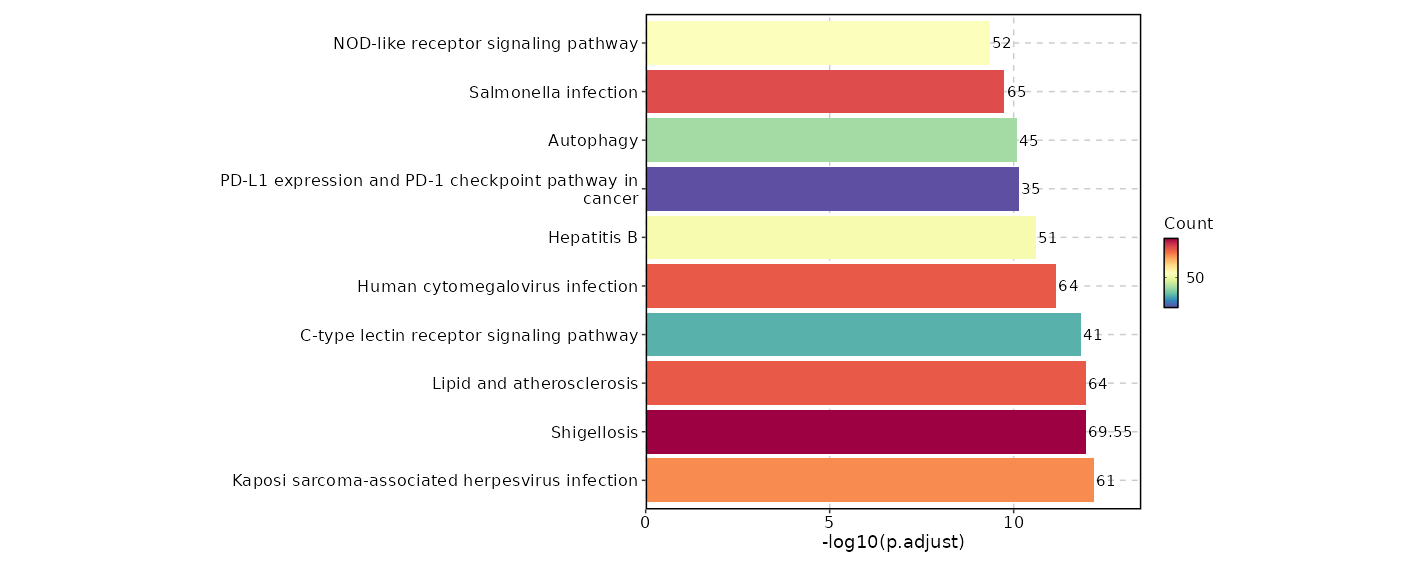 NOD-like receptor signaling pathway
52
Salmonella infection
65
Autophagy
45
PD-L1 expression and PD-1 checkpoint pathway in
cancer
35
Hepatitis B
51
Human cytomegalovirus infection
64
C-type lectin receptor signaling pathway
41
Lipid and atherosclerosis
64
Shigellosis
69.55
Kaposi sarcoma-associated herpesvirus infection
61
0 5 10
-log10(p.adjust)
Count
50